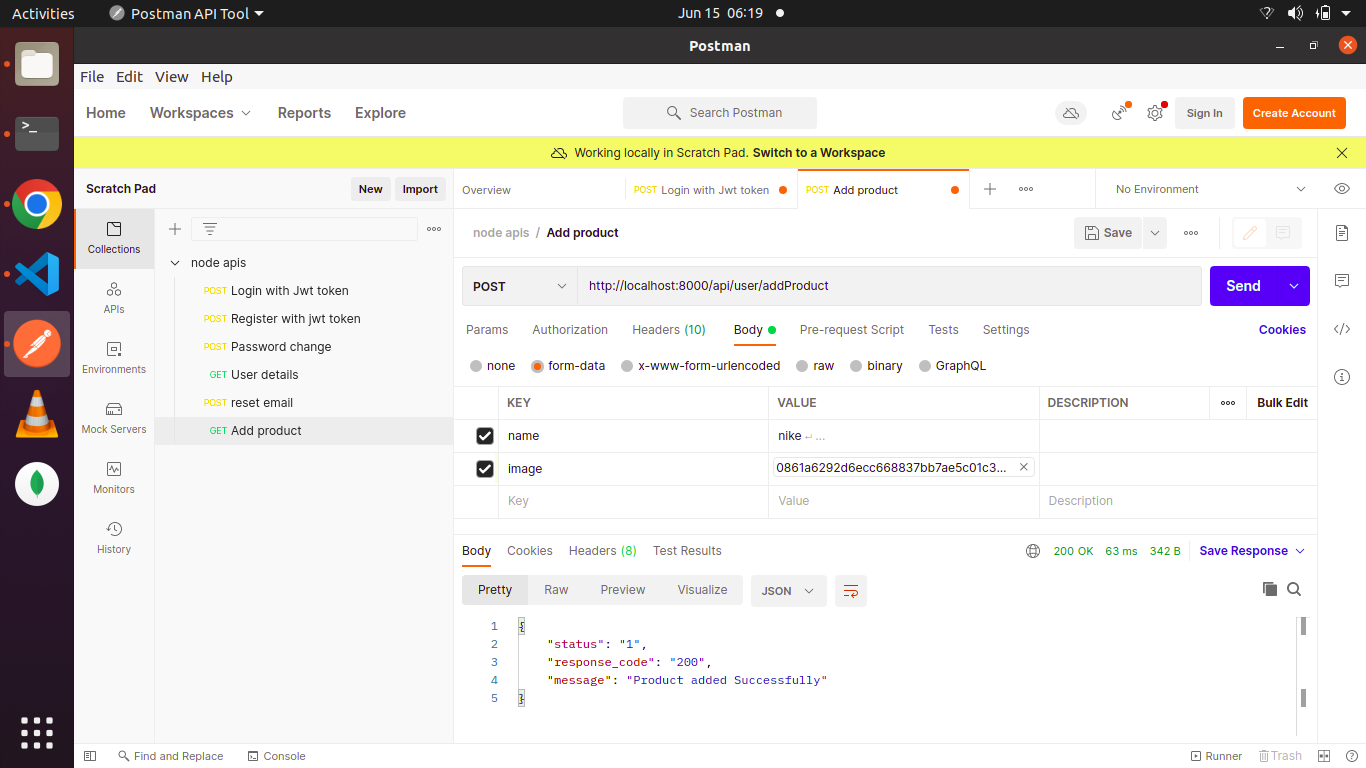 Activities Postman API Tool Jun 15 06:19
Postman
File Edit View Help
Home Workspaces Reports Explore Search Postman Sign In Create Account
Working locally in Scratch Pad. Switch to a Workspace
Scratch Pad New Import Overview POST Login with Jwt token POST Add product No Environment
node apis / Add product Save
Collections
node apis
POST Login with Jwt token
POST Register with jwt token
POST Password change
GET User details
POST reset email
GET Add product
APIs
Environments
Mock Servers
Monitors
History
POST http://localhost:8000/api/user/addProduct Send
Params Authorization Headers (10) Body Pre-request Script Tests Settings Cookies
none form-data x-www-form-urlencoded raw binary GraphQL
KEY VALUE DESCRIPTION Bulk Edit
name nike ↵ ...
image 0861a6292d6ecc668837bb7ae5c01c3...
Key Value Description
Body Cookies Headers (8) Test Results 200 OK 63 ms 342 B Save Response
Pretty Raw Preview Visualize JSON
1 {
2 "status": "1",
3 "response_code": "200",
4 "message": "Product added Successfully"
5 }
Find and Replace Console Runner Trash